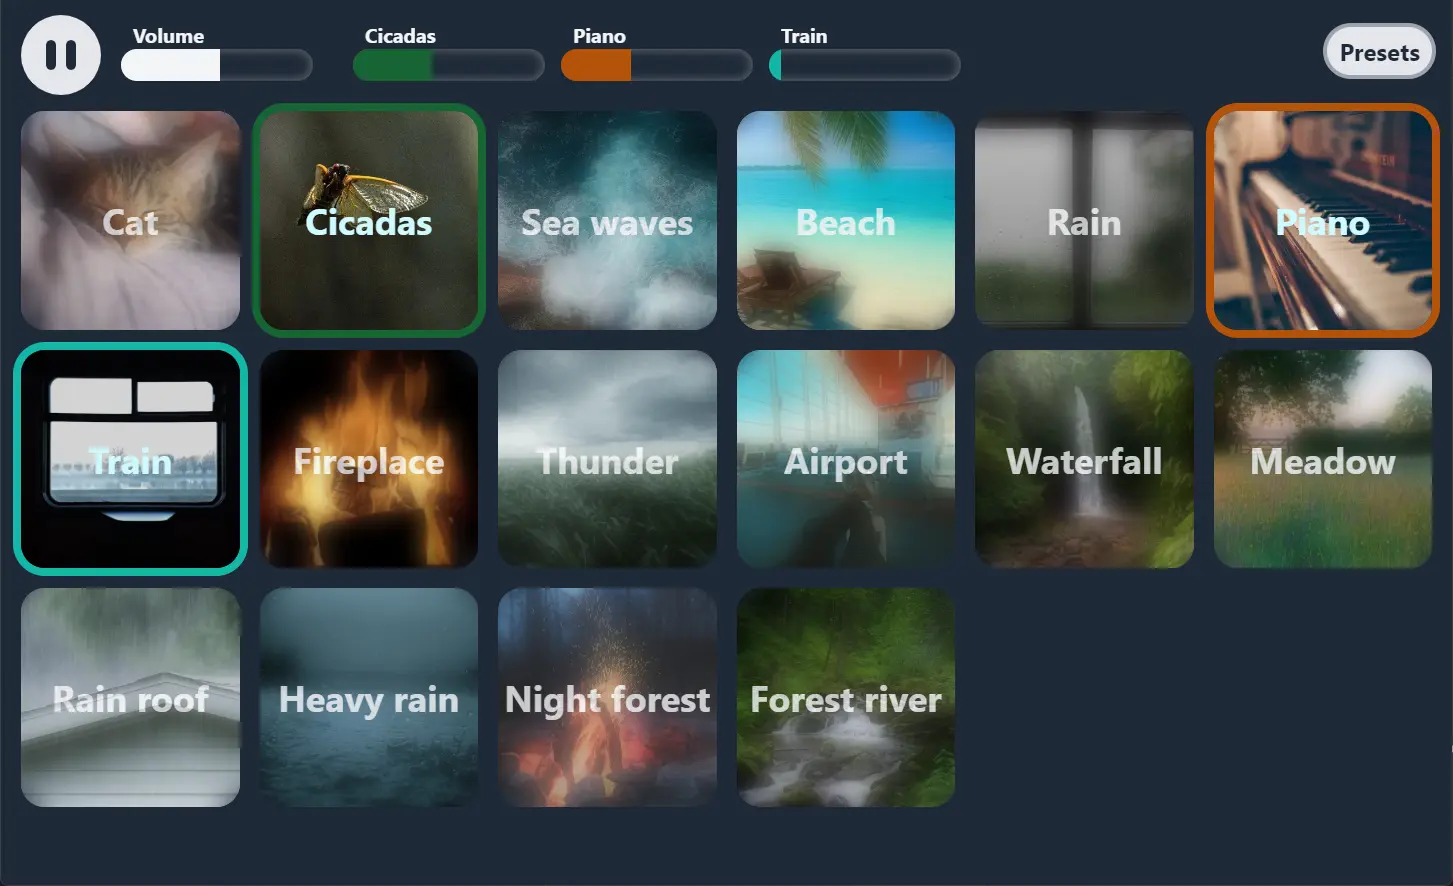 Volume
Cicadas
Piano
Train
Presets
Cat
Cicadas
Sea waves
Beach
Rain
Piano
Train
Fireplace
Thunder
Airport
Waterfall
Meadow
Rain roof
Heavy rain
Night forest
Forest river